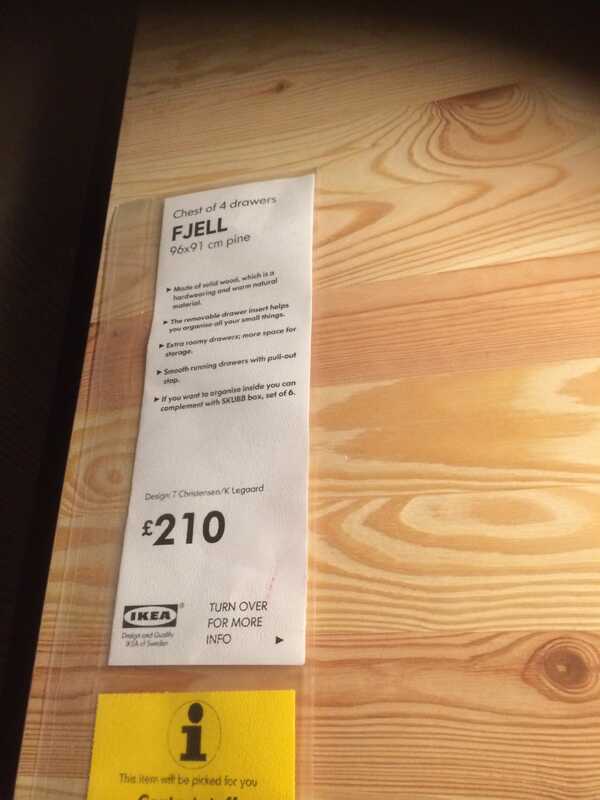 Chest of 4 drawers
FJELL
96x91 cm pine
► Made of solid wood, which is a
hardwearing and warm natural
material.
► The removable drawer insert helps
you organise all your small things.
► Extra roomy drawers; more space for
storage.
► Smooth running drawers with pull-out
stop.
► If you want to organise inside you can
complement with SKUBB box, set of 6.
Design: T Christensen/K Legaard
£210
IKEA®
Design and Quality
IKEA of Sweden
TURN OVER
FOR MORE
INFO ►
i
This item will be picked for you